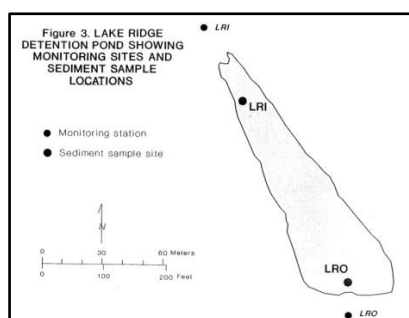 Figure 3. LAKE RIDGE
DETENTION POND SHOWING
MONITORING SITES AND
SEDIMENT SAMPLE
LOCATIONS
LRI
LRI
Monitoring station
Sediment sample site
N
0 30 60 Meters
0 100 200 Feet
LRO
LRO